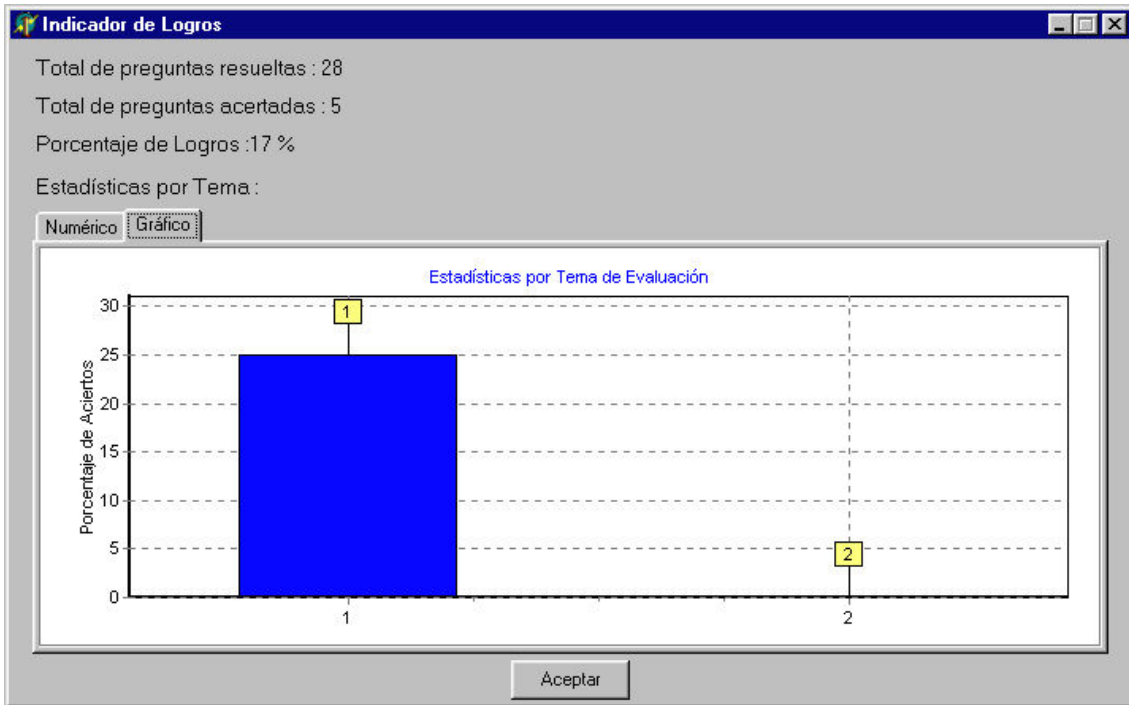 Indicador de Logros
Total de preguntas resueltas : 28
Total de preguntas acertadas : 5
Porcentaje de Logros :17 %
Estadísticas por Tema :
Numérico Gráfico
Estadísticas por Tema de Evaluación
Porcentaje de Aciertos
30
25
20
15
10
5
0
1
2
1 2
Aceptar